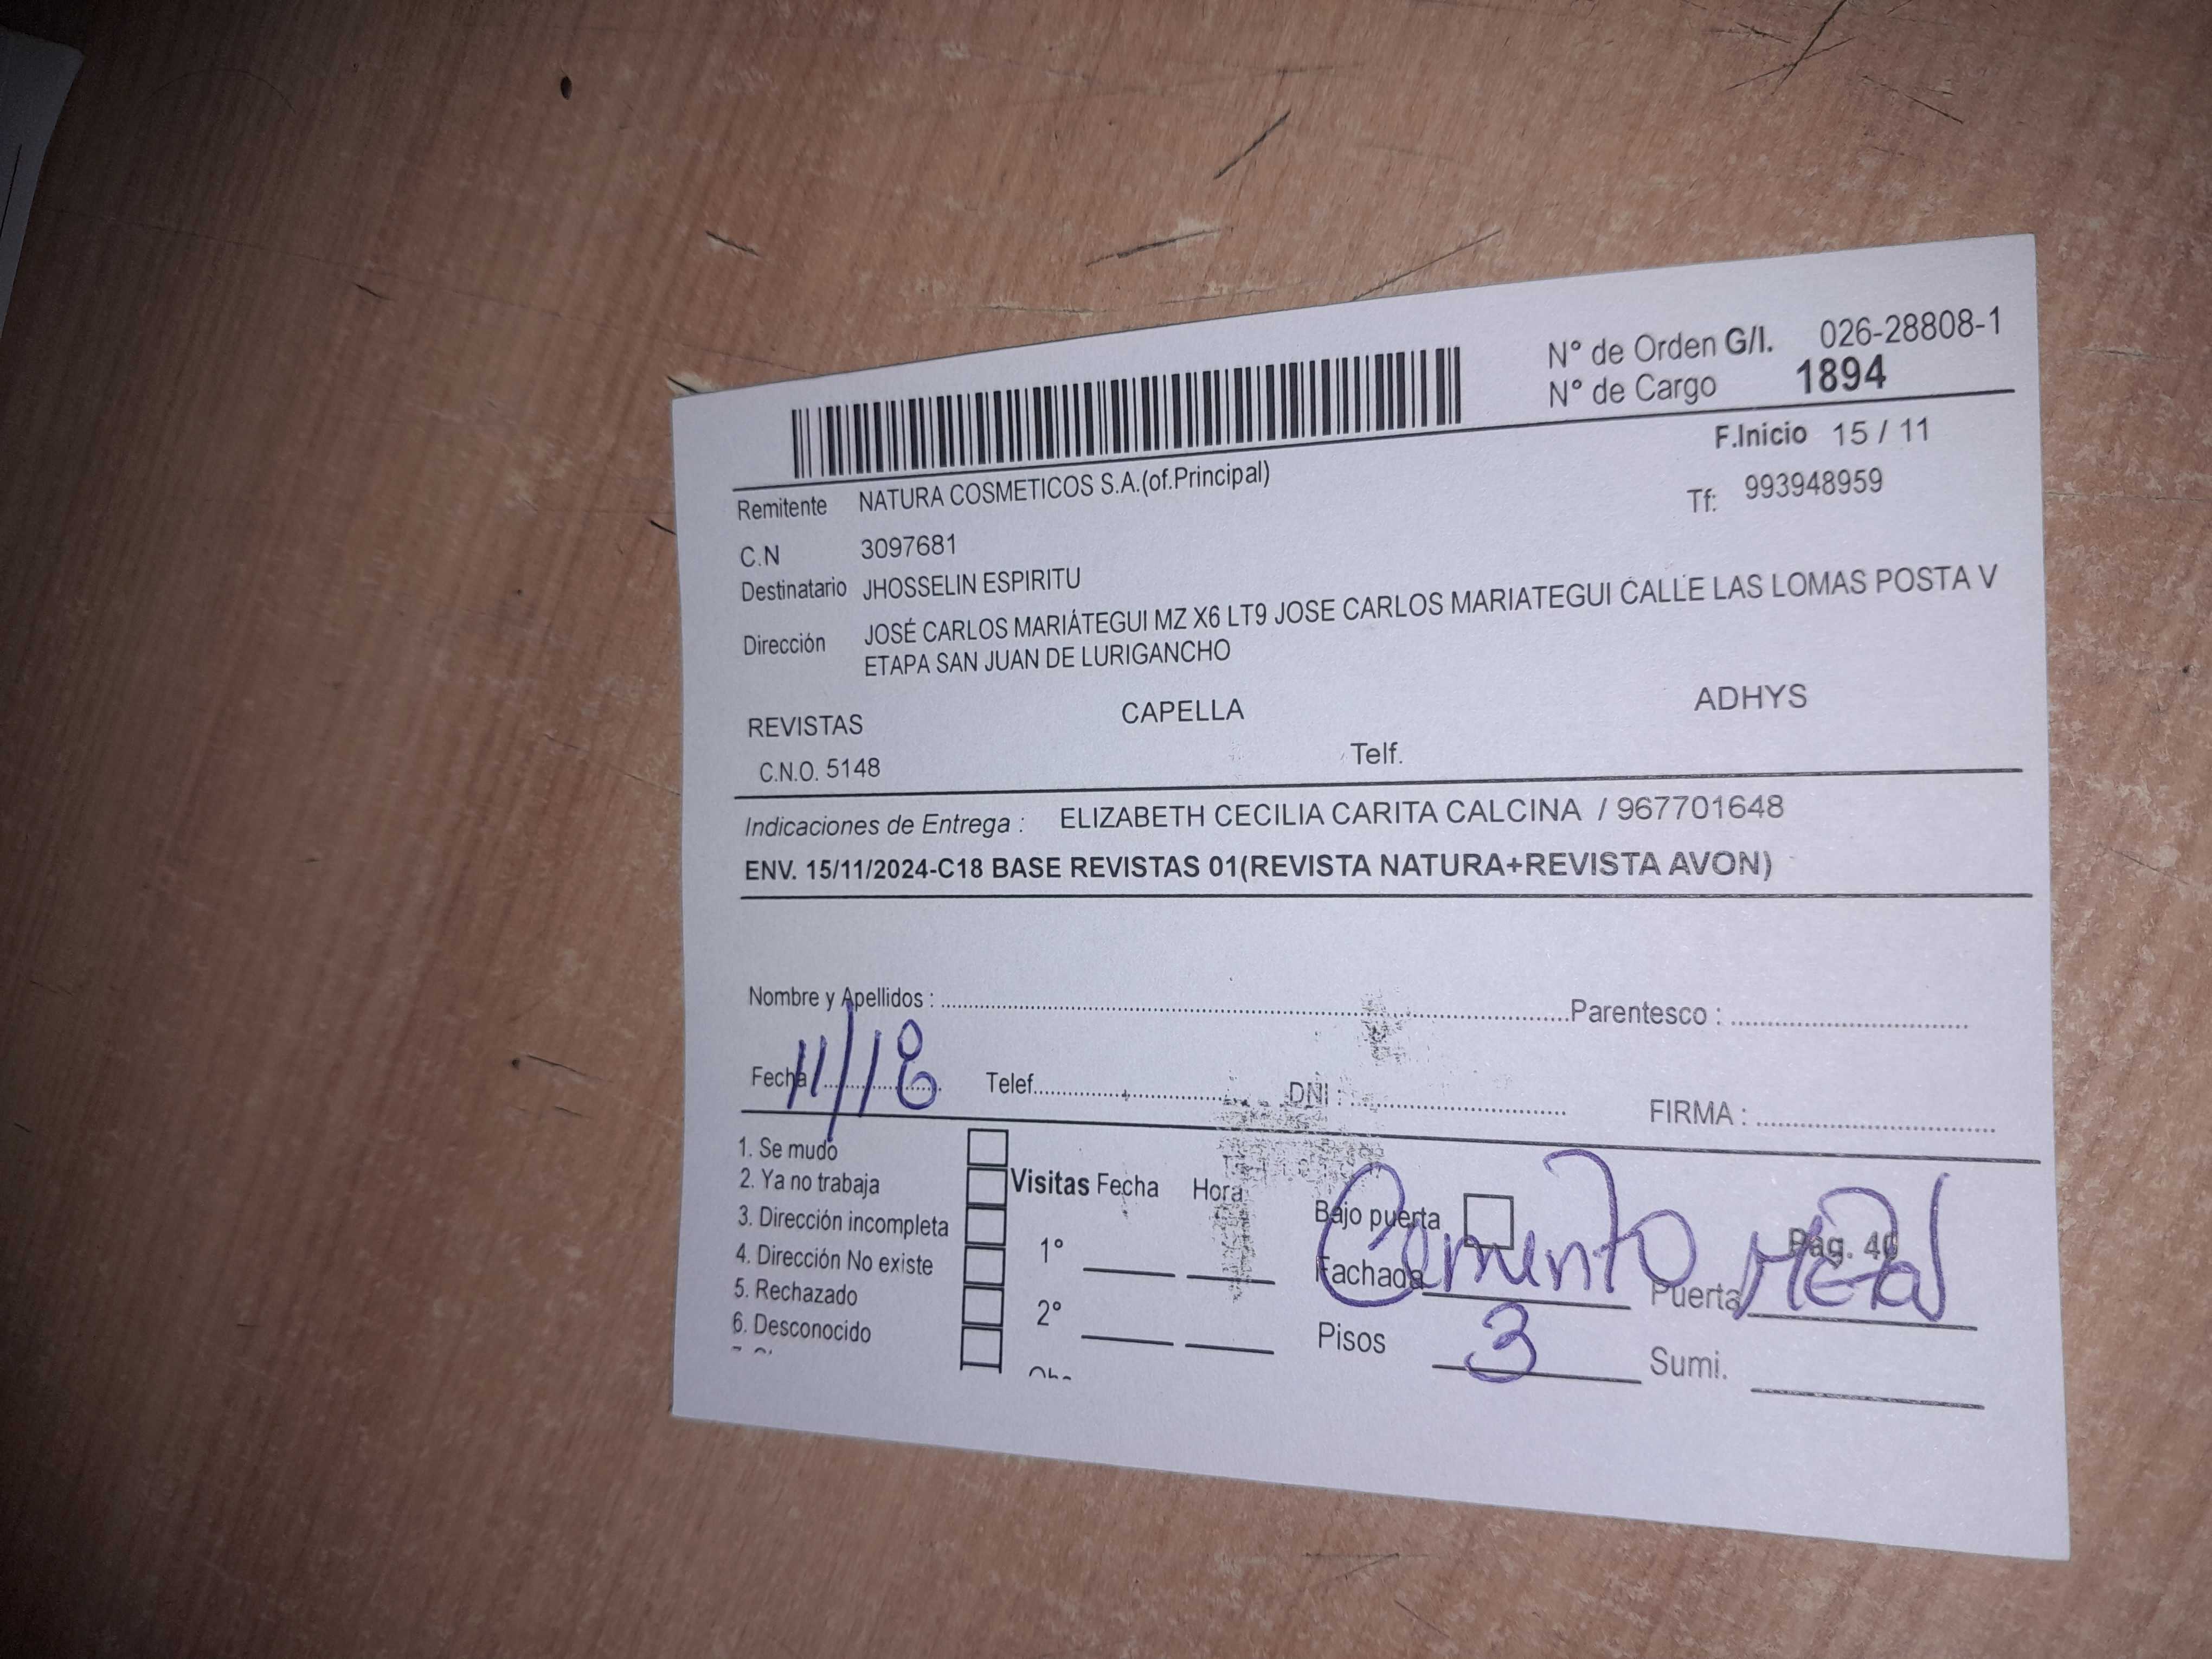 N° de Orden G/I. 026-28808-1
N° de Cargo 1894
F.Inicio 15 / 11
Remitente NATURA COSMETICOS S.A.(of.Principal)
Tf: 993948959
C.N 3097681
Destinatario JHOSSELIN ESPIRITU
Dirección JOSÉ CARLOS MARIÁTEGUI MZ X6 LT9 JOSE CARLOS MARIATEGUI CALLE LAS LOMAS POSTA V
ETAPA SAN JUAN DE LURIGANCHO
REVISTAS CAPELLA ADHYS
C.N.O. 5148 Telf.
Indicaciones de Entrega : ELIZABETH CECILIA CARITA CALCINA / 967701648
ENV. 15/11/2024-C18 BASE REVISTAS 01(REVISTA NATURA+REVISTA AVON)
Nombre y Apellidos : Parentesco :
Fecha 11/18 Telef. DNI : FIRMA :
1. Se mudo
2. Ya no trabaja
3. Dirección incompleta
4. Dirección No existe
5. Rechazado
6. Desconocido
Visitas Fecha Hora
1°
2°
Bajo puerta
Pág. 40
Fachada Cemento Puerta Metal
Pisos 3 Sumi.